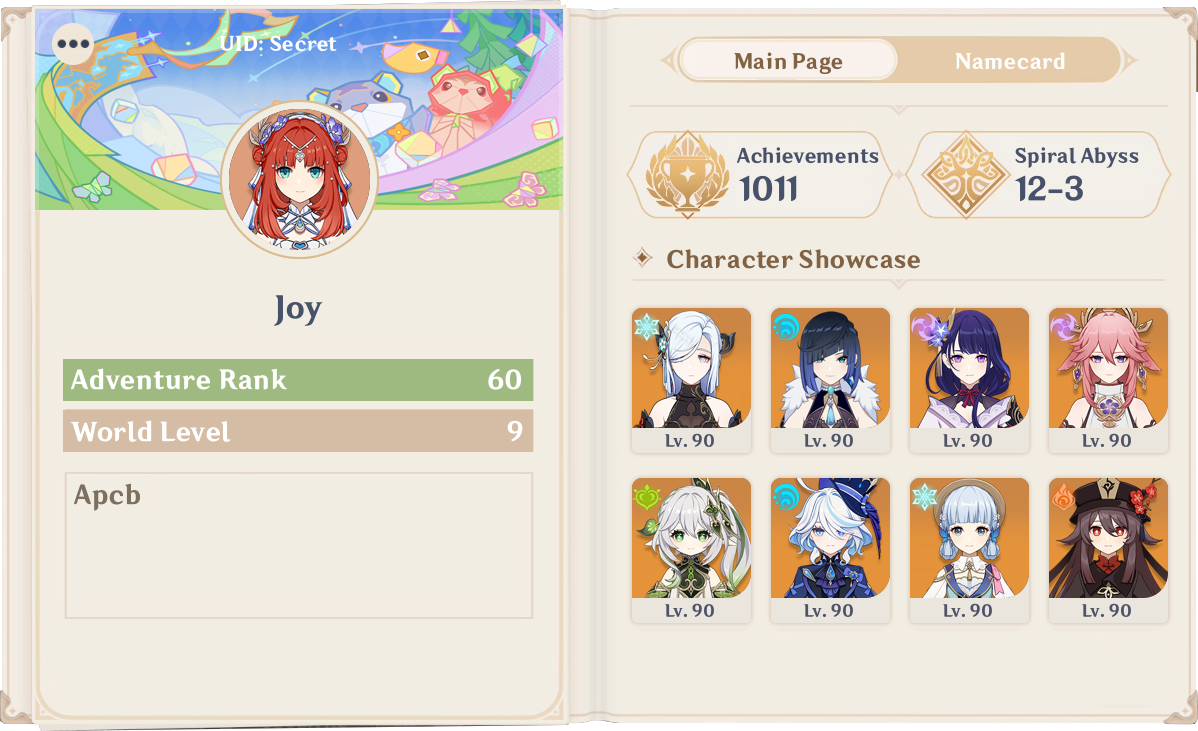 UID: Secret
Joy
Adventure Rank 60
World Level 9
Apcb
Main Page Namecard
Achievements Spiral Abyss
1011 12-3
Character Showcase
Lv. 90 Lv. 90 Lv. 90 Lv. 90
Lv. 90 Lv. 90 Lv. 90 Lv. 90